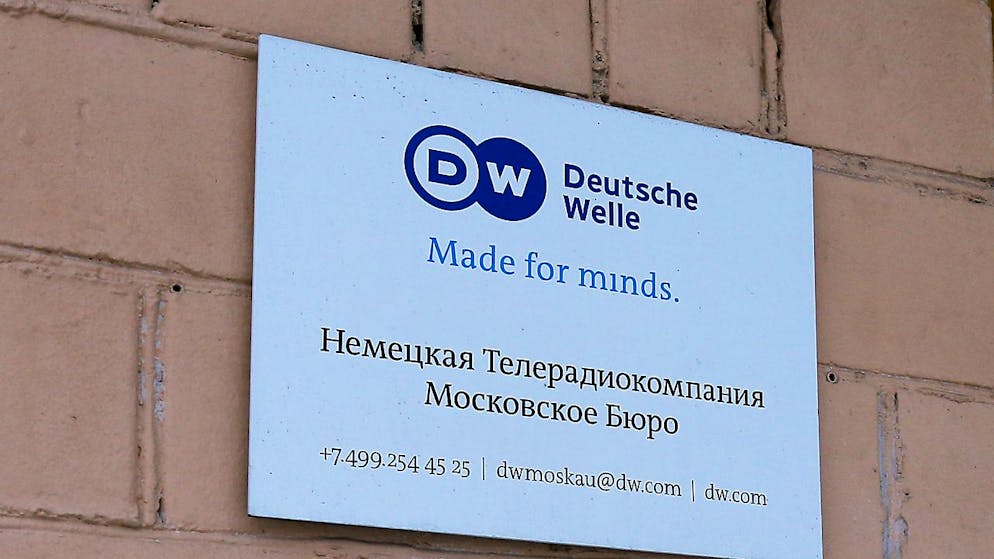 DW Deutsche
Welle
Made for mınds.
Немецкая Телерадиокомпания
Московское Бюро
+7.499.254 45 25 | dwmoskau@dw.com | dw.com